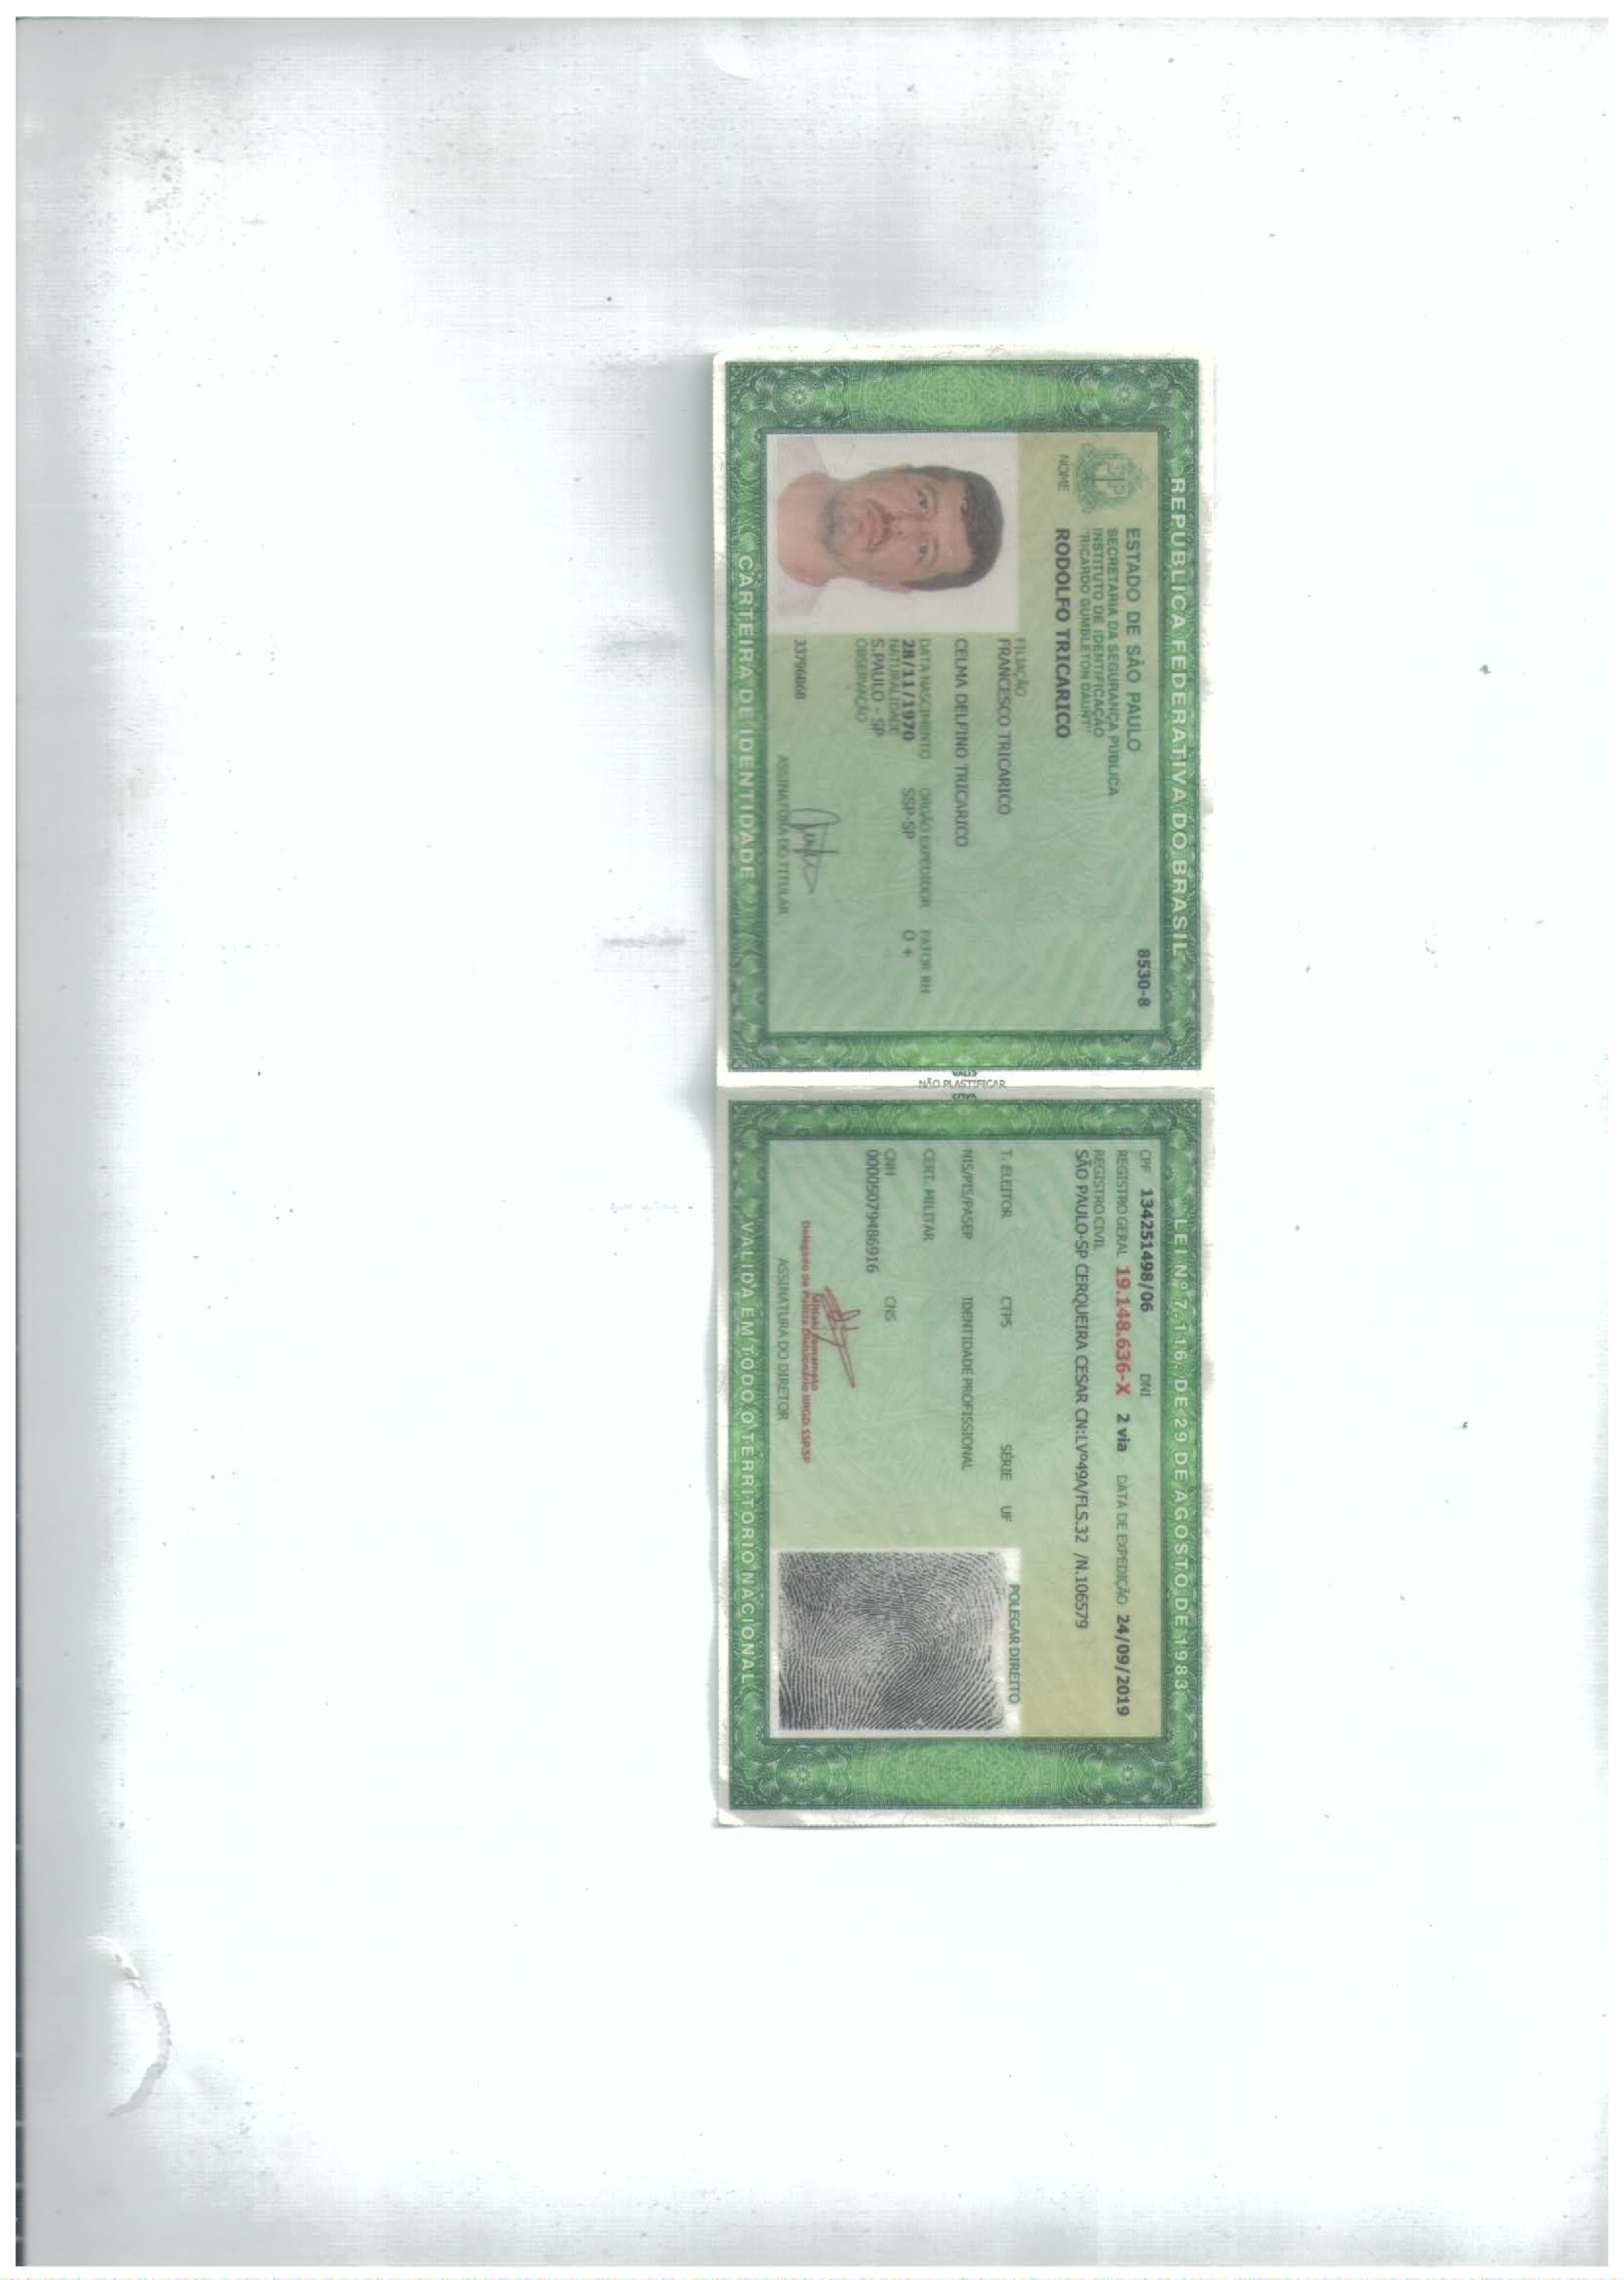 REPÚBLICA FEDERATIVA DO BRASIL
8530-8
ESTADO DE SÃO PAULO
SECRETARIA DA SEGURANÇA PÚBLICA
INSTITUTO DE IDENTIFICAÇÃO
"RICARDO GUMBLETON DAUNT"
NOME RODOLFO TRICARICO
FILIAÇÃO
FRANCESCO TRICARICO
CELMA DELFINO TRICARICO
DATA NASCIMENTO ORGÃO EXPEDIDOR FATOR RH
28/11/1970 SSP-SP O +
NATURALIDADE
S.PAULO - SP
OBSERVAÇÃO
33796868
ASSINATURA DO TITULAR
CARTEIRA DE IDENTIDADE
NÃO PLASTIFICAR
LEI Nº 7.116, DE 29 DE AGOSTO DE 1983
CPF 134251498/06 DNI
REGISTRO GERAL 19.148.636-X 2 via DATA DE EXPEDIÇÃO 24/09/2019
REGISTRO CIVIL
SÃO PAULO-SP CERQUEIRA CESAR CN:LVº49A/FLS.32 /N.106579
T. ELEITOR CTPS SÉRIE UF
POLEGAR DIREITO
NIS/PIS/PASEP IDENTIDADE PROFISSIONAL
CERT. MILITAR
CNH CNS
00005079486916
Delegado de Polícia Divisionário IIRGD.SSP.SP
ASSINATURA DO DIRETOR
VÁLIDA EM TODO O TERRITÓRIO NACIONAL